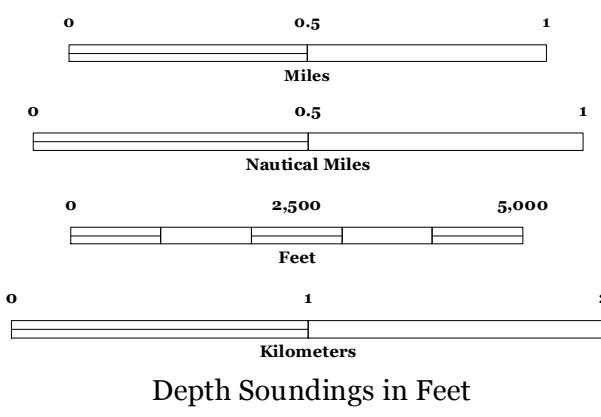 0 0.5 1
Miles
0 0.5 1
Nautical Miles
0 2,500 5,000
Feet
0 1
Kilometers
Depth Soundings in Feet